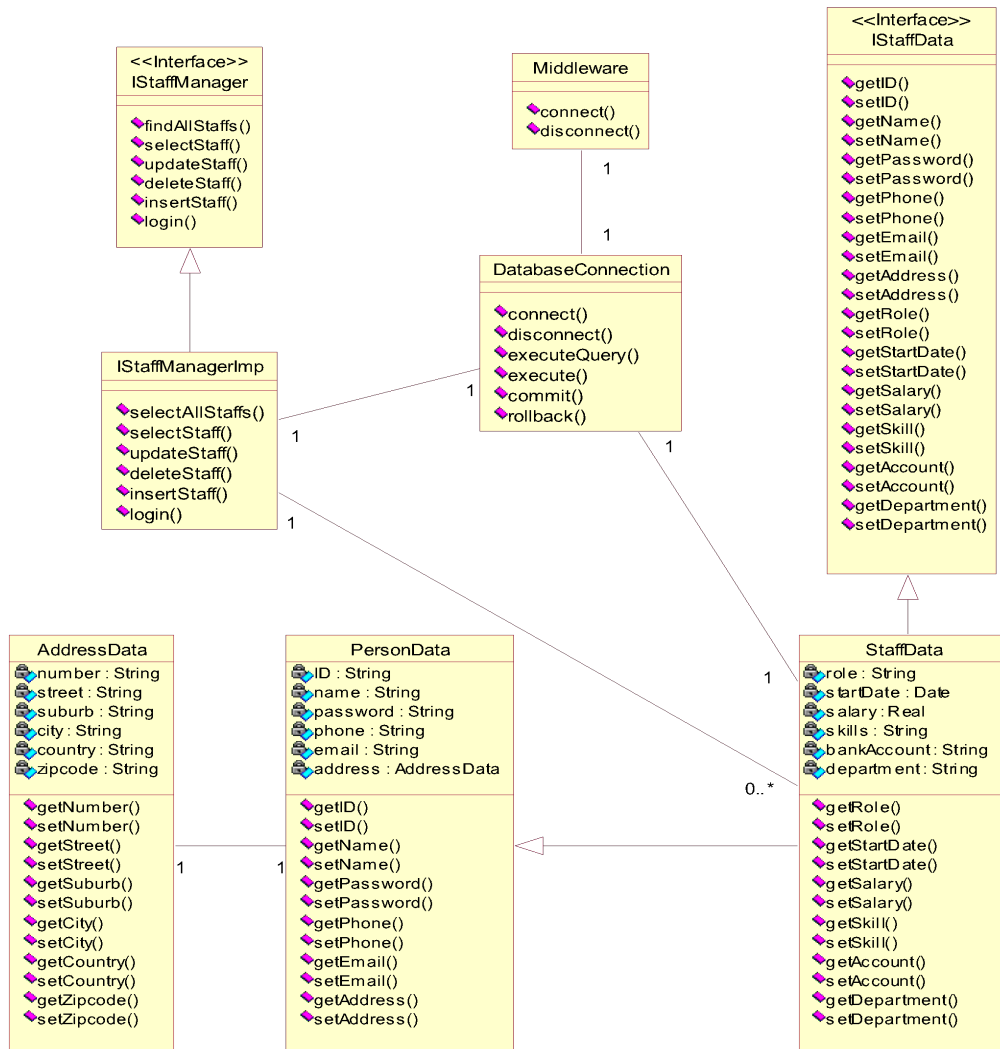 <<Interface>>
IStaffManager
findAllStaffs()
selectStaff()
updateStaff()
deleteStaff()
insertStaff()
login()
Middleware
connect()
disconnect()
<<Interface>>
IStaffData
getID()
setID()
getName()
setName()
getPassword()
setPassword()
getPhone()
setPhone()
getEmail()
setEmail()
getAddress()
setAddress()
getRole()
setRole()
getStartDate()
setStartDate()
getSalary()
setSalary()
getSkill()
setSkill()
getAccount()
setAccount()
getDepartment()
setDepartment()
1
1
DatabaseConnection
connect()
disconnect()
executeQuery()
execute()
commit()
rollback()
IStaffManagerImp
selectAllStaffs()
selectStaff()
updateStaff()
deleteStaff()
insertStaff()
login()
1
1
1
1
1
0..*
AddressData
number : String
street : String
suburb : String
city : String
country : String
zipcode : String
getNumber()
setNumber()
getStreet()
setStreet()
getSuburb()
setSuburb()
getCity()
setCity()
getCountry()
setCountry()
getZipcode()
setZipcode()
1
1
PersonData
ID : String
name : String
password : String
phone : String
email : String
address : AddressData
getID()
setID()
getName()
setName()
getPassword()
setPassword()
getPhone()
setPhone()
getEmail()
setEmail()
getAddress()
setAddress()
StaffData
role : String
startDate : Date
salary : Real
skills : String
bankAccount : String
department : String
getRole()
setRole()
getStartDate()
setStartDate()
getSalary()
setSalary()
getSkill()
setSkill()
getAccount()
setAccount()
getDepartment()
setDepartment()